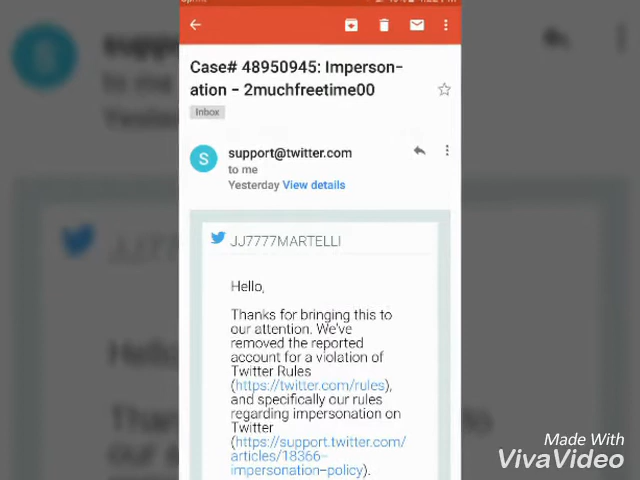 Case# 48950945: Imperson-
ation - 2muchfreetime00
Inbox
S
support@twitter.com
to me
Yesterday View details
JJ7777MARTELLI
Hello,
Thanks for bringing this to
our attention. We've
removed the reported
account for a violation of
Twitter Rules
(https://twitter.com/rules),
and specifically our rules
regarding impersonation on
Twitter
(https://support.twitter.com/
articles/18366-
impersonation-policy).
Made With
VivaVideo